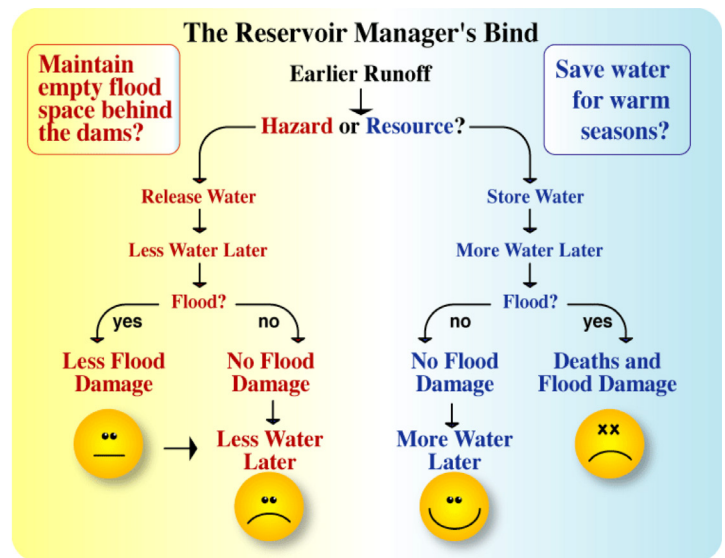 The Reservoir Manager's Bind
Maintain
empty flood
space behind
the dams?
Earlier Runoff
Save water
for warm
seasons?
Hazard or Resource?
Release Water
Store Water
Less Water Later
More Water Later
Flood?
Flood?
yes
no
no
yes
Less Flood
Damage
No Flood
Damage
No Flood
Damage
Deaths and
Flood Damage
Less Water
Later
More Water
Later
xx